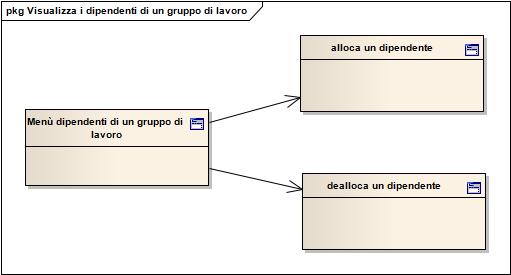 pkg Visualizza i dipendenti di un gruppo di lavoro
alloca un dipendente
Menù dipendenti di un gruppo di
lavoro
dealloca un dipendente